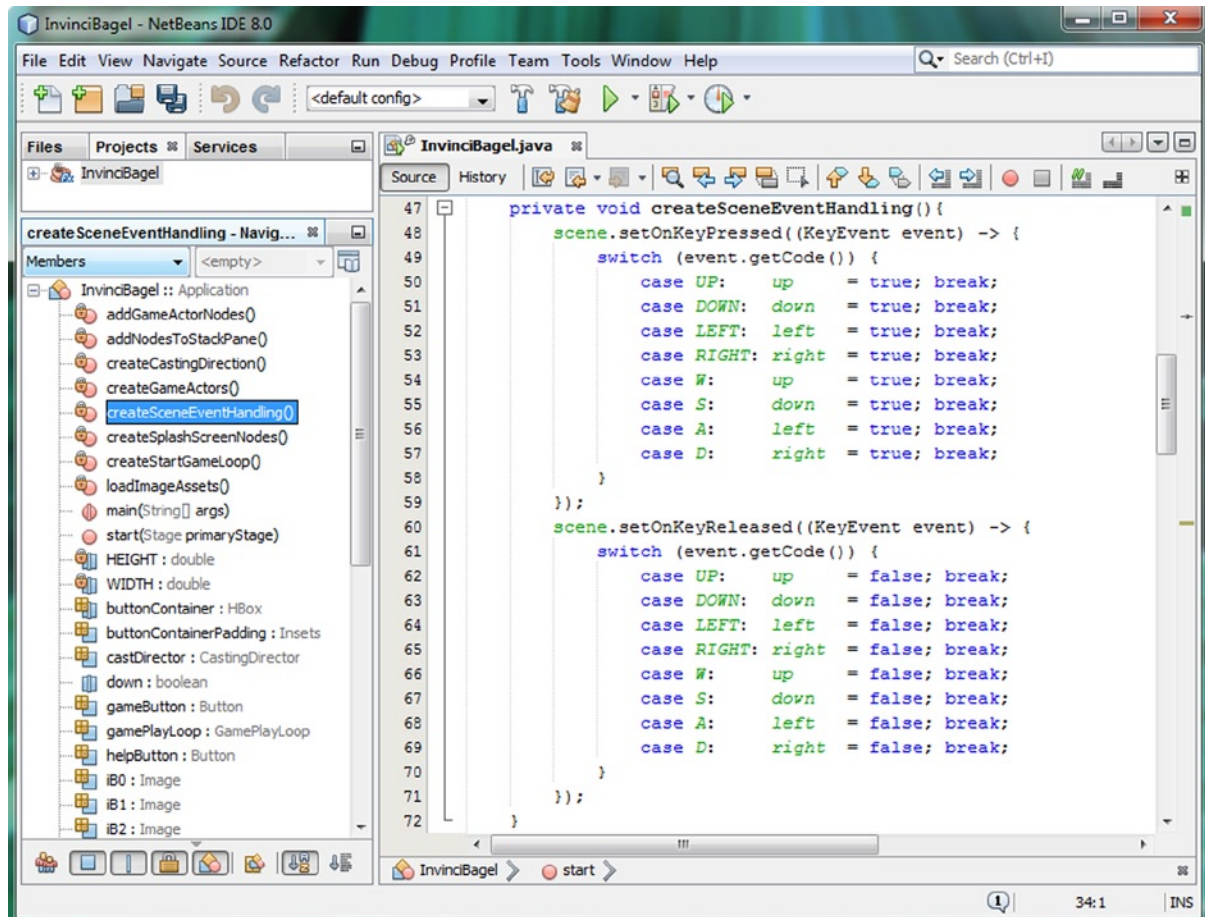 InvinciBagel - NetBeans IDE 8.0
File Edit View Navigate Source Refactor Run Debug Profile Team Tools Window Help
Search (Ctrl+I)
<default config>
Files Projects Services
InvinciBagel
createSceneEventHandling - Navig...
Members <empty>
InvinciBagel :: Application
addGameActorNodes()
addNodesToStackPane()
createCastingDirection()
createGameActors()
createSceneEventHandling()
createSplashScreenNodes()
createStartGameLoop()
loadImageAssets()
main(String[] args)
start(Stage primaryStage)
HEIGHT : double
WIDTH : double
buttonContainer : HBox
buttonContainerPadding : Insets
castDirector : CastingDirector
down : boolean
gameButton : Button
gamePlayLoop : GamePlayLoop
helpButton : Button
iB0 : Image
iB1 : Image
iB2 : Image
InvinciBagel.java
Source History
47 private void createSceneEventHandling(){
48 scene.setOnKeyPressed((KeyEvent event) -> {
49 switch (event.getCode()) {
50 case UP: up = true; break;
51 case DOWN: down = true; break;
52 case LEFT: left = true; break;
53 case RIGHT: right = true; break;
54 case W: up = true; break;
55 case S: down = true; break;
56 case A: left = true; break;
57 case D: right = true; break;
58 }
59 });
60 scene.setOnKeyReleased((KeyEvent event) -> {
61 switch (event.getCode()) {
62 case UP: up = false; break;
63 case DOWN: down = false; break;
64 case LEFT: left = false; break;
65 case RIGHT: right = false; break;
66 case W: up = false; break;
67 case S: down = false; break;
68 case A: left = false; break;
69 case D: right = false; break;
70 }
71 });
72 }
InvinciBagel start
34:1 INS